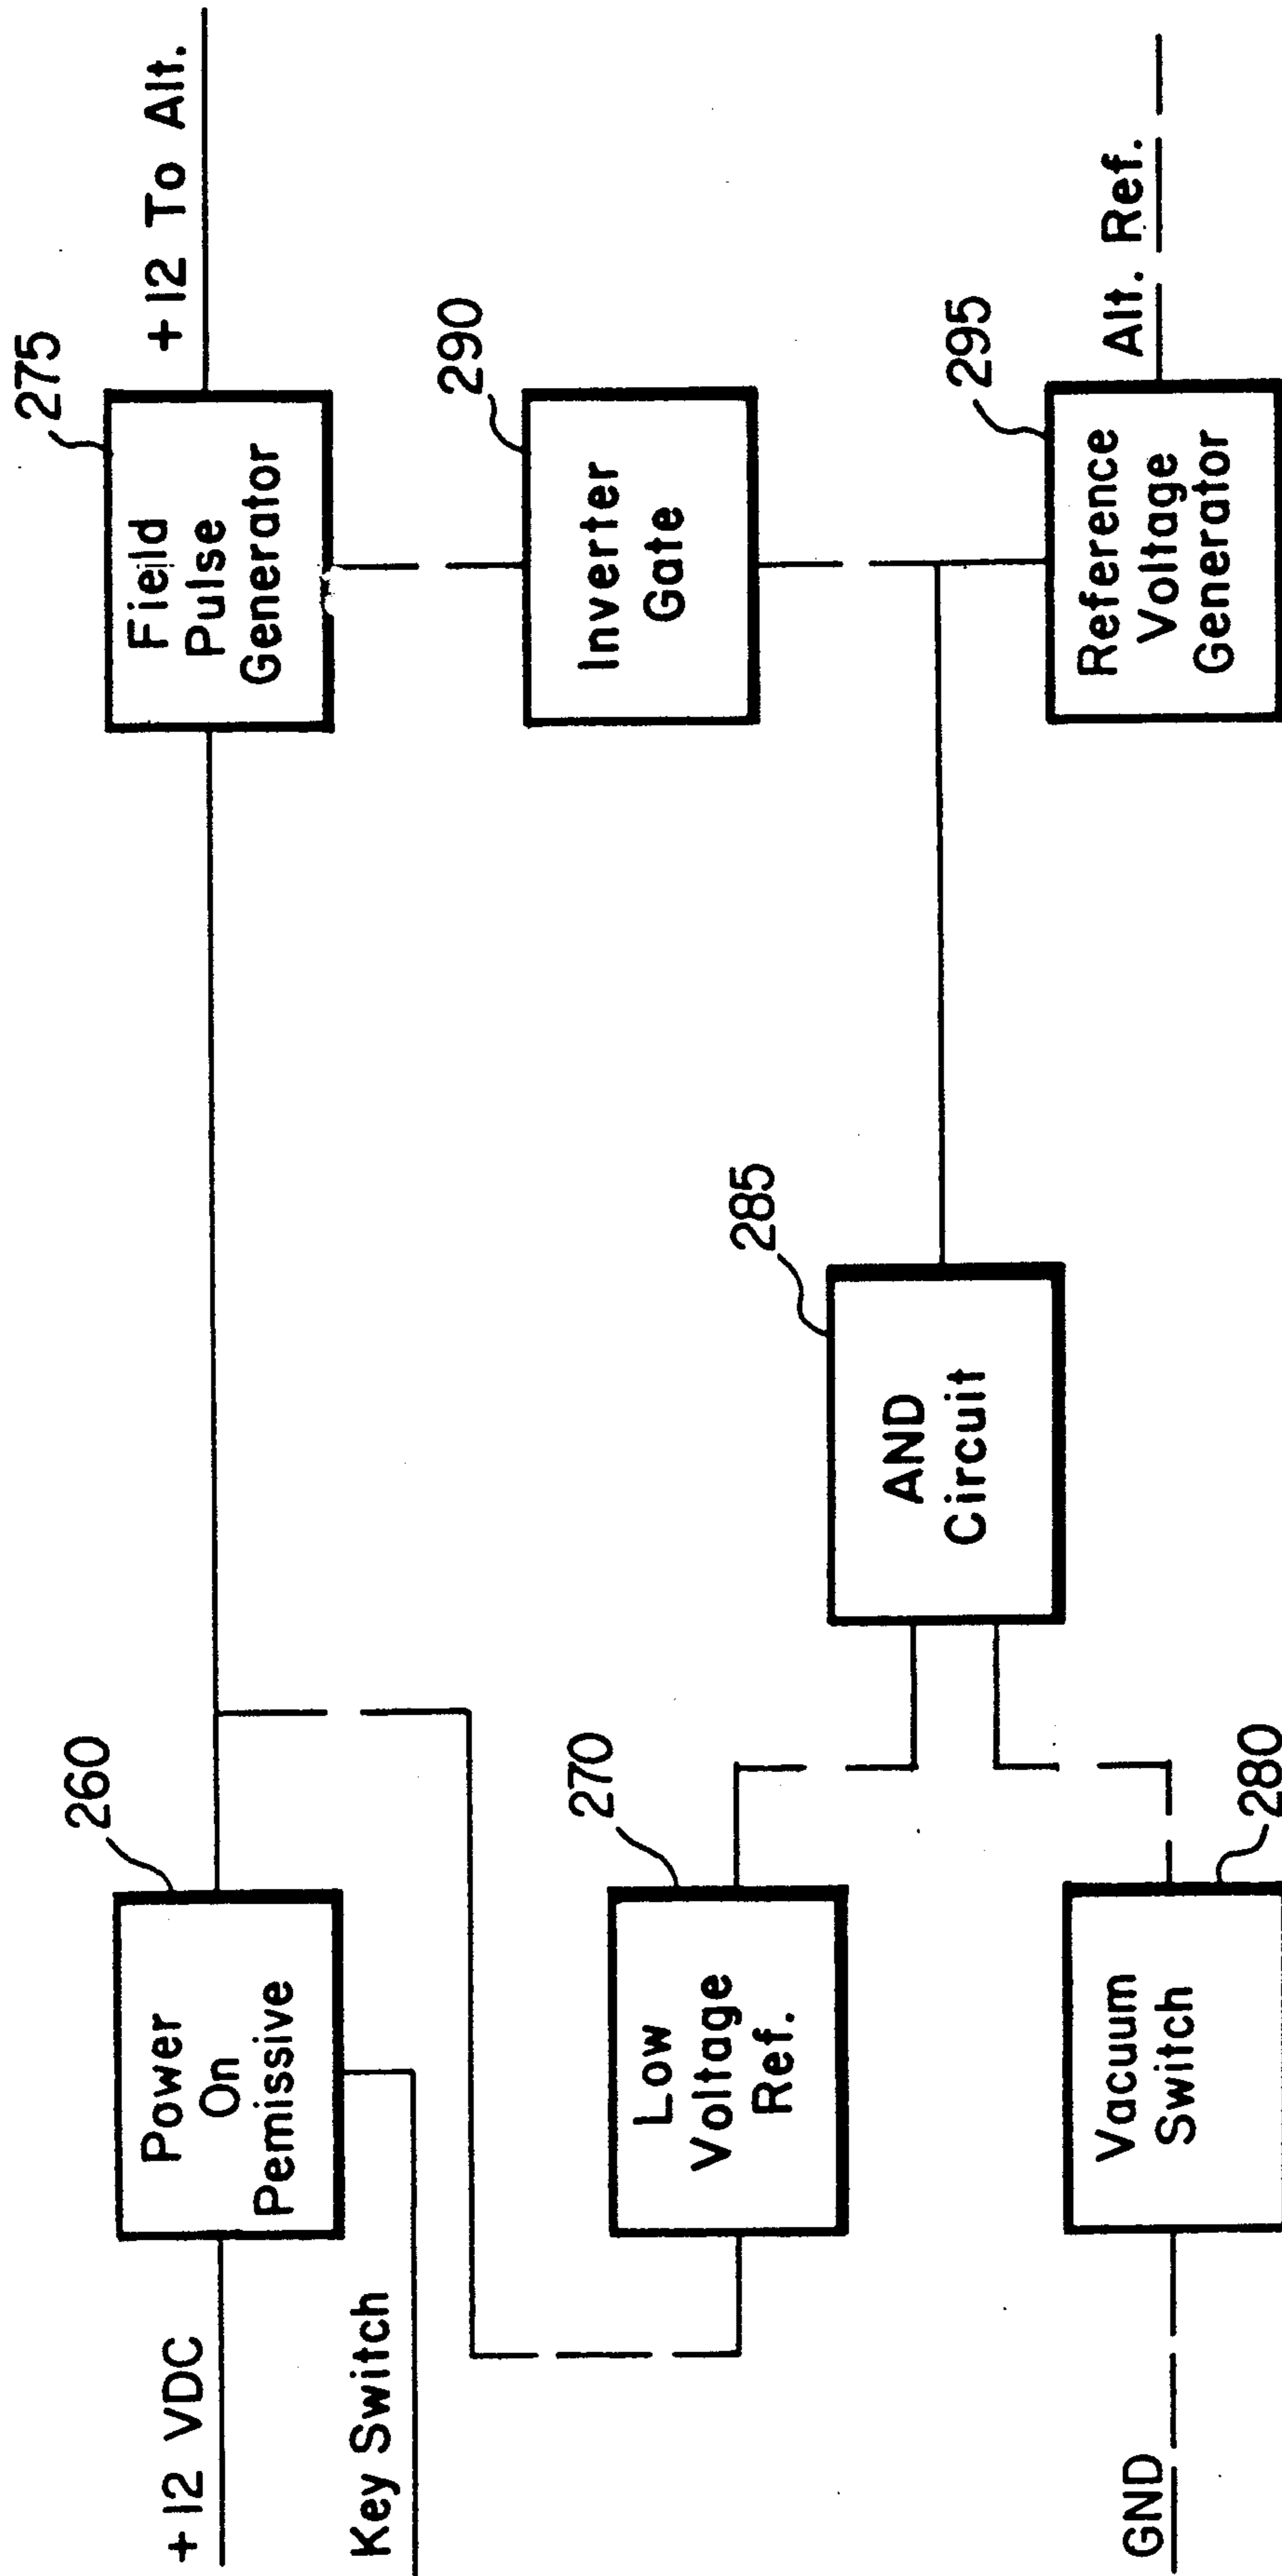 +12 VDC
Key Switch
260
Power
On
Pemissive
275
Fieild
Pulse
Generator
+12 To Alt.
270
Low
Voltage
Ref.
285
AND
Circuit
290
Inverter
Gate
GND
280
Vacuum
Switch
295
Reference
Voltage
Generator
Alt. Ref.